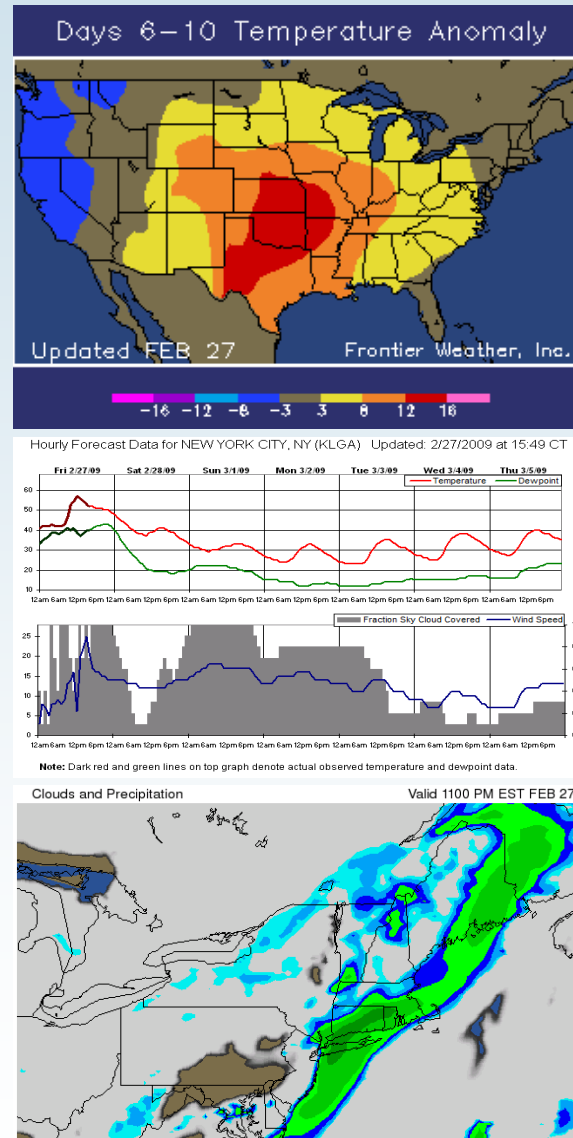 Days 6-10 Temperature Anomaly
Updated FEB 27 Frontier Weather, Inc.
-16 -12 -8 -3 3 8 12 16
Hourly Forecast Data for NEW YORK CITY, NY (KLGA) Updated: 2/27/2009 at 15:49 CT
Fri 2/27/09 Sat 2/28/09 Sun 3/1/09 Mon 3/2/09 Tue 3/3/09 Wed 3/4/09 Thu 3/5/09
Temperature Dewpoint
60
50
40
30
20
10
12am 6am 12pm 6pm 12am 6am 12pm 6pm 12am 6am 12pm 6pm 12am 6am 12pm 6pm 12am 6am 12pm 6pm 12am 6am 12pm 6pm 12am 6am 12pm 6pm
Fraction Sky Cloud Covered Wind Speed
25
20
15
10
5
0
12am 6am 12pm 6pm 12am 6am 12pm 6pm 12am 6am 12pm 6pm 12am 6am 12pm 6pm 12am 6am 12pm 6pm 12am 6am 12pm 6pm 12am 6am 12pm 6pm
Note: Dark red and green lines on top graph denote actual observed temperature and dewpoint data.
Clouds and Precipitation Valid 1100 PM EST FEB 27